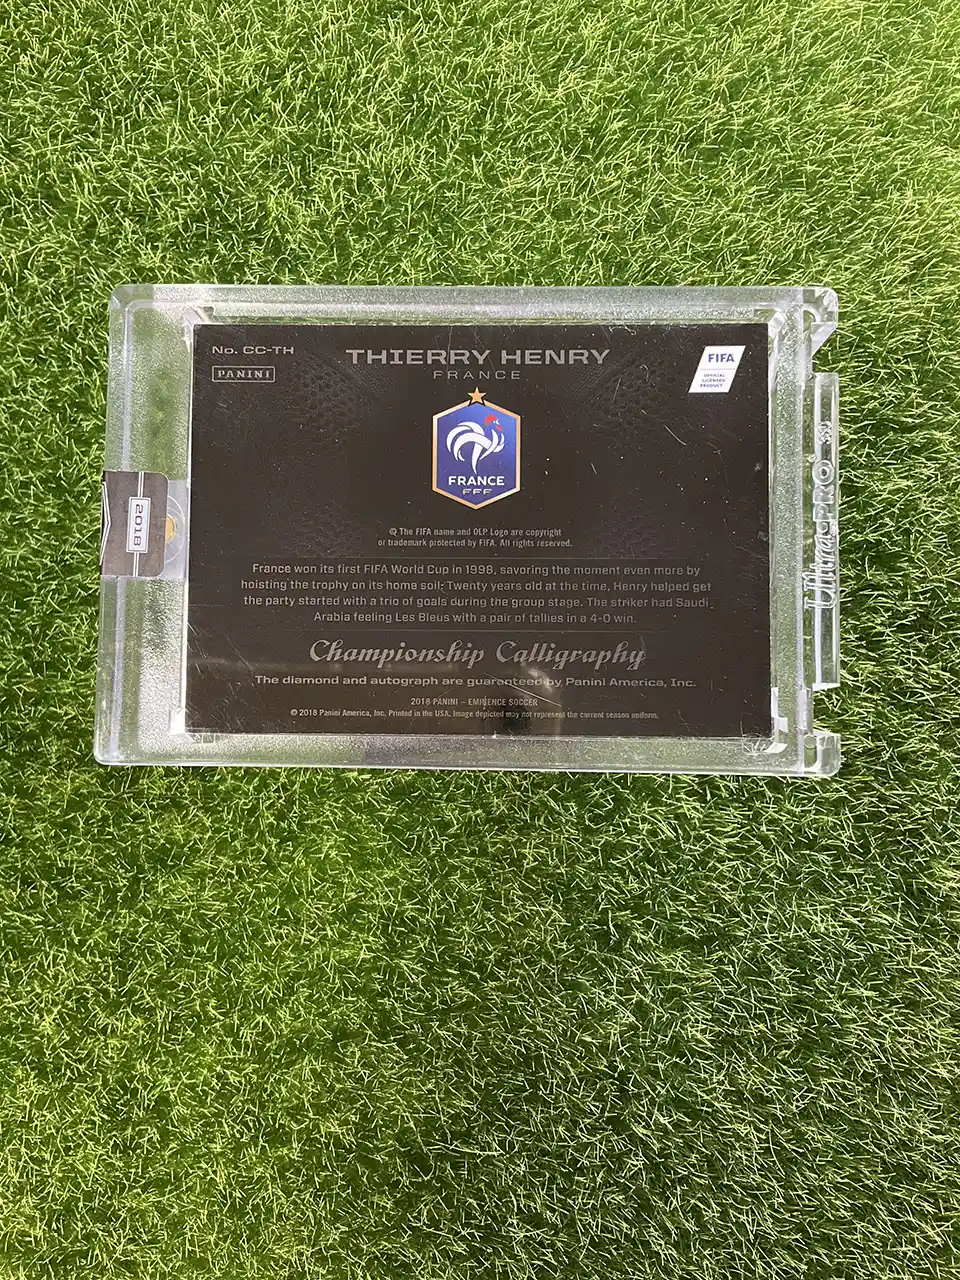 No. CC-TH
PANINI
THIERRY HENRY
FRANCE
FIFA
OFFICIAL
LICENSED
PRODUCT
FRANCE
FFF
© The FIFA name and OLP Logo are copyright
or trademark protected by FIFA. All rights reserved.
France won its first FIFA World Cup in 1998, savoring the moment even more by
hoisting the trophy on its home soil. Twenty years old at the time, Henry helped get
the party started with a trio of goals during the group stage. The striker had Saudi
Arabia feeling Les Bleus with a pair of tallies in a 4-0 win.
Championship Calligraphy
The diamond and autograph are guaranteed by Panini America, Inc.
2018 PANINI – EMINENCE SOCCER
© 2018 Panini America, Inc. Printed in the USA. Image depicted may not represent the current season uniform.
2018
Ultra PRO